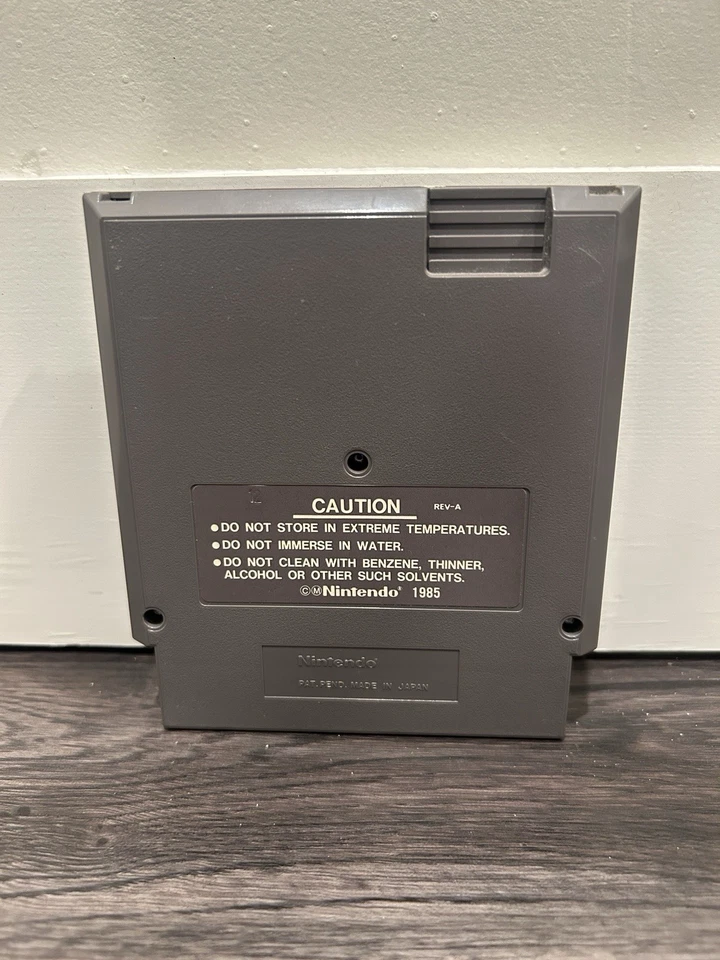 CAUTION REV-A
●DO NOT STORE IN EXTREME TEMPERATURES.
●DO NOT IMMERSE IN WATER.
●DO NOT CLEAN WITH BENZENE, THINNER,
ALCOHOL OR OTHER SUCH SOLVENTS.
©ⓂNintendo® 1985
Nintendo®
PAT. PEND. MADE IN JAPAN